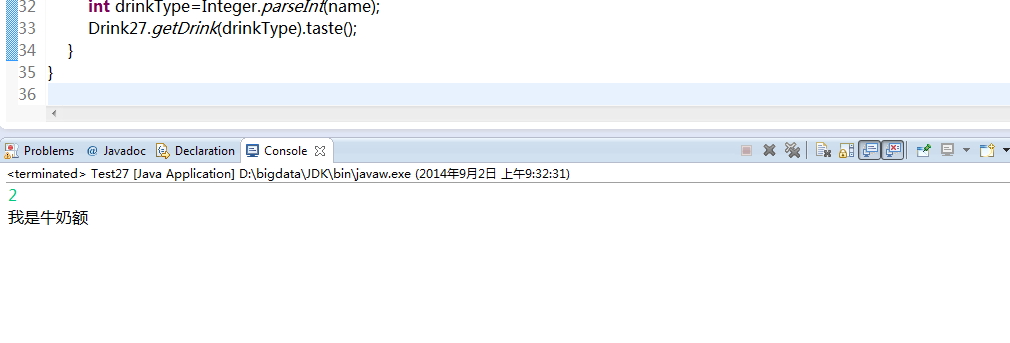 32 int drinkType=Integer.parseInt(name);
33 Drink27.getDrink(drinkType).taste();
34 }
35 }
36
Problems @ Javadoc Declaration Console
<terminated> Test27 [Java Application] D:\bigdata\JDK\bin\javaw.exe (2014年9月2日 上午9:32:31)
2
我是牛奶额